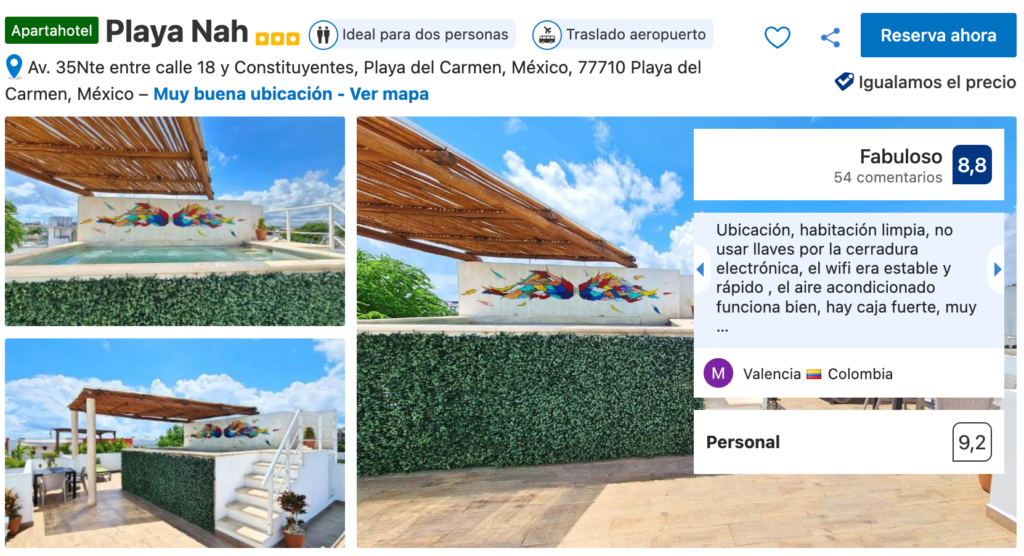 Apartahotel Playa Nah Ideal para dos personas Traslado aeropuerto Reserva ahora
Av. 35Nte entre calle 18 y Constituyentes, Playa del Carmen, México, 77710 Playa del
Carmen, México – Muy buena ubicación - Ver mapa
Igualamos el precio
Fabuloso 8,8
54 comentarios
Ubicación, habitación limpia, no
usar llaves por la cerradura
electrónica, el wifi era estable y
rápido , el aire acondicionado
funciona bien, hay caja fuerte, muy
...
M Valencia Colombia
Personal 9,2